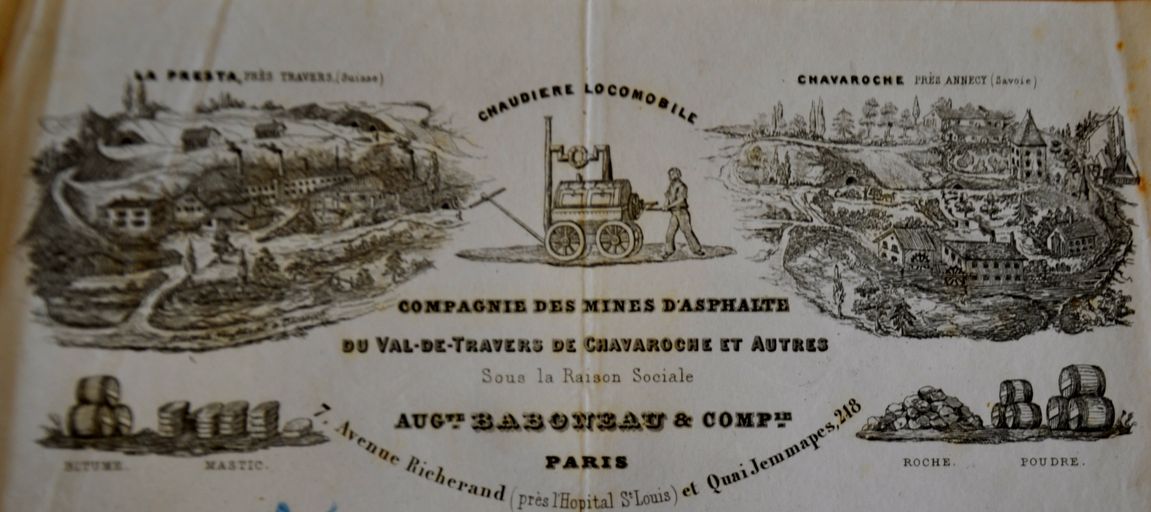 LA PRESTA, PRÈS TRAVERS. (Suisse)
CHAUDIERE LOCOMOBILE
CHAVAROCHE PRÈS ANNECY (Savoie)
COMPAGNIE DES MINES D'ASPHALTE
DU VAL-DE-TRAVERS DE CHAVAROCHE ET AUTRES
Sous la Raison Sociale
AUGTE BABONEAU & COMPIE
PARIS
7, Avenue Richerand (près l'Hopital St Louis) et Quai Jemmapes, 218
BITUME. MASTIC.
ROCHE. POUDRE.